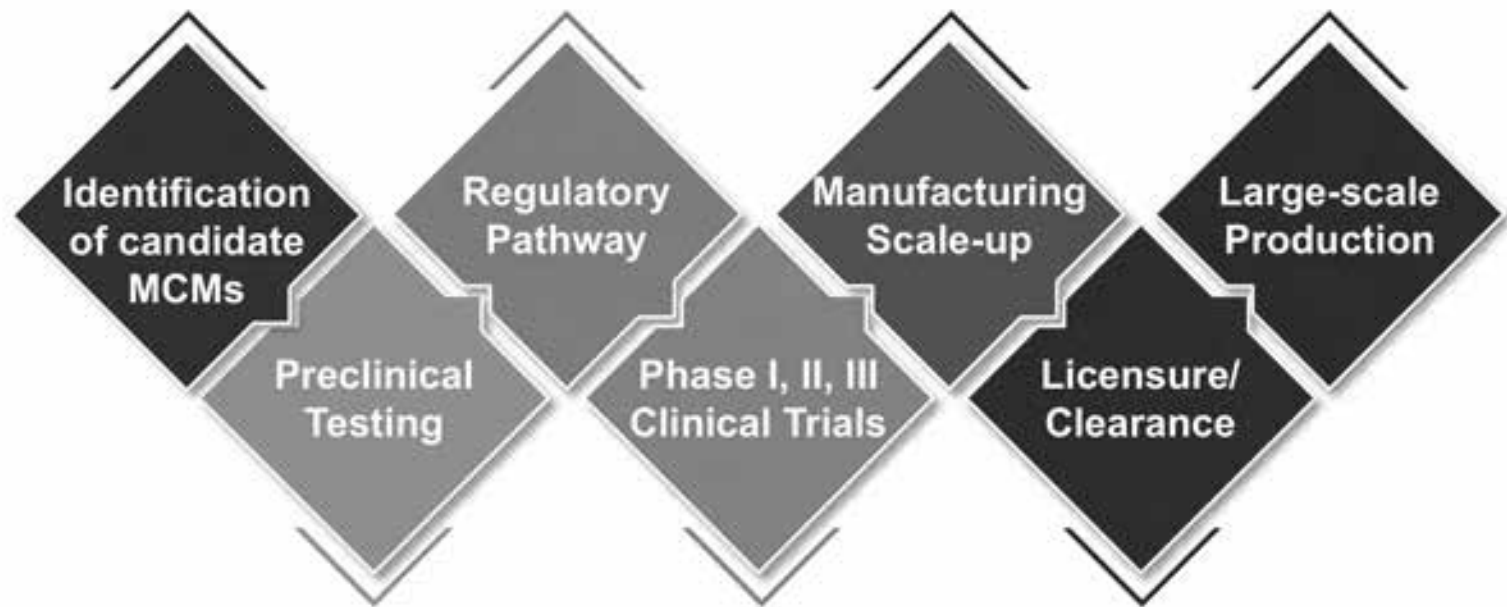 Identification
of candidate
MCMs
Preclinical
Testing
Regulatory
Pathway
Phase I, II, III
Clinical Trials
Manufacturing
Scale-up
Licensure/
Clearance
Large-scale
Production